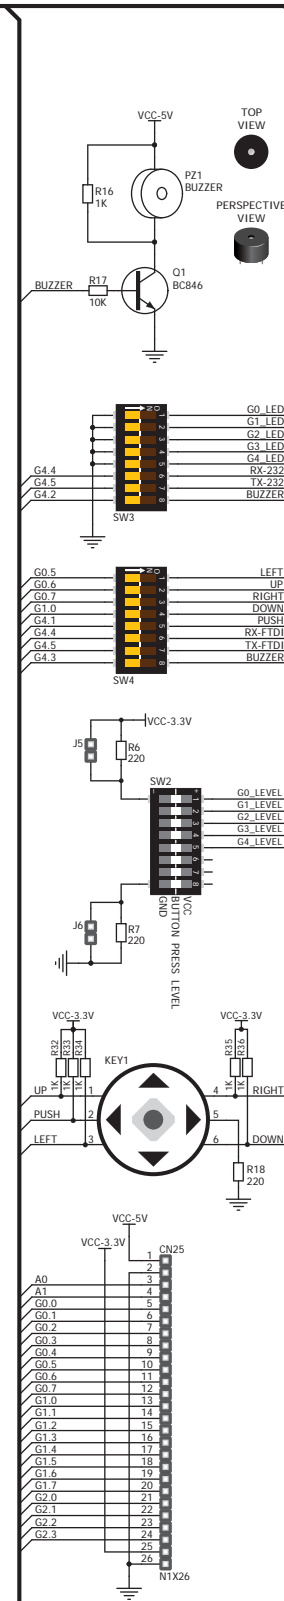 VCC-5V
TOP
VIEW
R16
1K
PZ1
BUZZER
PERSPECTIVE
VIEW
Q1
BC846
BUZZER
R17
10K
O
N
1
2
3
4
5
6
7
8
G0_LED
G1_LED
G2_LED
G3_LED
G4_LED
G4.4
RX-232
G4.5
TX-232
G4.2
BUZZER
SW3
O
N
1
2
3
4
5
6
7
8
G0.5
LEFT
G0.6
UP
G0.7
RIGHT
G1.0
DOWN
G4.1
PUSH
G4.4
RX-FTDI
G4.5
TX-FTDI
G4.3
BUZZER
SW4
VCC-3.3V
J5
R6
220
SW2
1
2
3
4
5
6
7
8
G0_LEVEL
G1_LEVEL
G2_LEVEL
G3_LEVEL
G4_LEVEL
J6
R7
220
VCC
BUTTON PRESS LEVEL
GND
VCC-3.3V
VCC-3.3V
R32
R33
R34
1K
1K
1K
KEY1
R35
R36
1K
1K
UP
1
4
RIGHT
PUSH
2
5
LEFT
3
6
DOWN
R18
220
VCC-5V
VCC-3.3V
CN25
1
2
A0
3
A1
4
G0.0
5
G0.1
6
G0.2
7
G0.3
8
G0.4
9
G0.5
10
G0.6
11
G0.7
12
G1.0
13
G1.1
14
G1.2
15
G1.3
16
G1.4
17
G1.5
18
G1.6
19
G1.7
20
G2.0
21
G2.1
22
G2.2
23
G2.3
24
25
26
N1X26